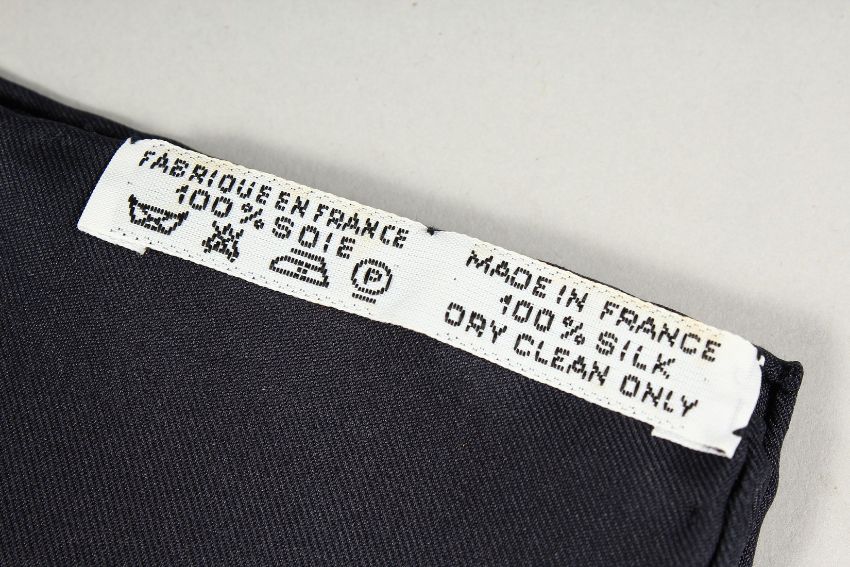 FABRIQUE EN FRANCE
100% SOIE
P
MADE IN FRANCE
100% SILK
DRY CLEAN ONLY